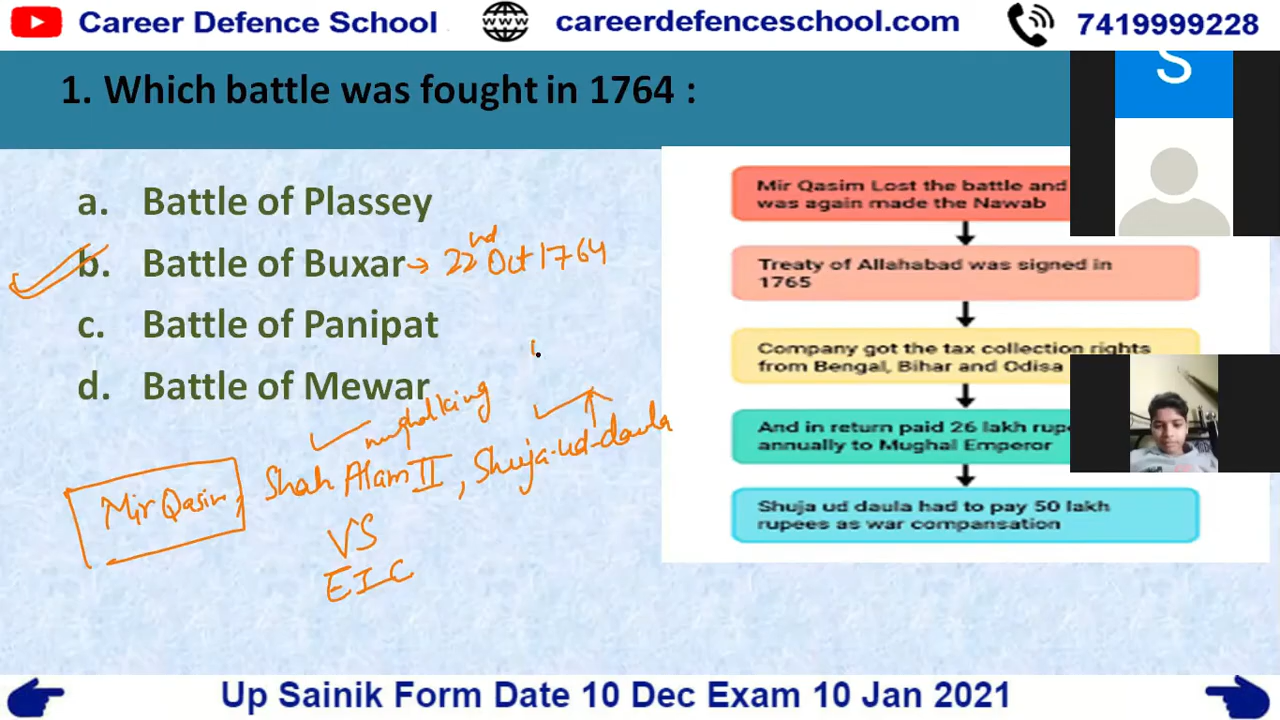 Career Defence School
www
careerdefenceschool.com
7419999228
1. Which battle was fought in 1764 :
S
a. Battle of Plassey
b. Battle of Buxar → 22nd Oct 1764
c. Battle of Panipat
d. Battle of Mewar
mughal king
Mir Qasim, Shah Alam II, Shuja-ud-daula
VS
EIC
Mir Qasim Lost the battle and
was again made the Nawab
Treaty of Allahabad was signed in
1765
Company got the tax collection rights
from Bengal, Bihar and Odisa
And in return paid 26 lakh rup
annually to Mughal Emperor
Shuja ud daula had to pay 50 lakh
rupees as war compansation
Up Sainik Form Date 10 Dec Exam 10 Jan 2021